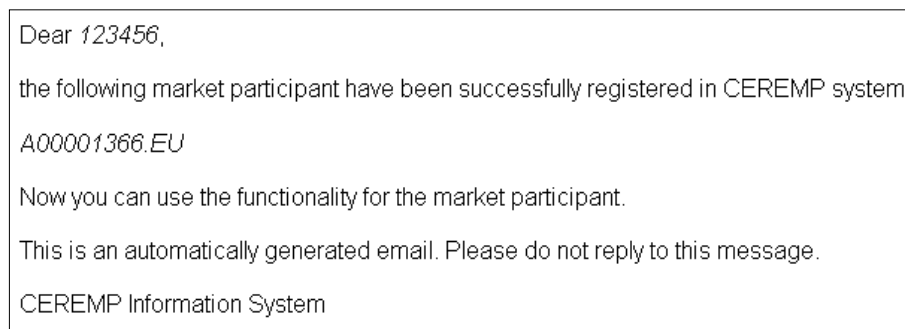 Dear 123456,
the following market participant have been successfully registered in CEREMP system
A00001366.EU
Now you can use the functionality for the market participant.
This is an automatically generated email. Please do not reply to this message.
CEREMP Information System